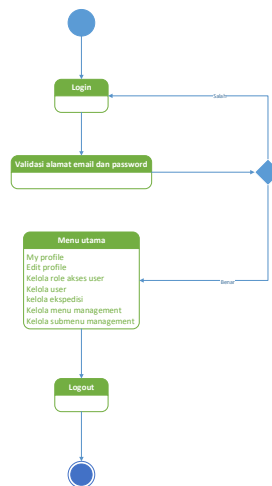 Login
Salah
Validasi alamat email dan password
Menu utama
My profile
Edit profile
Kelola role akses user
Kelola user
kelola ekspedisi
Kelola menu management
Kelola submenu management
Benar
Logout